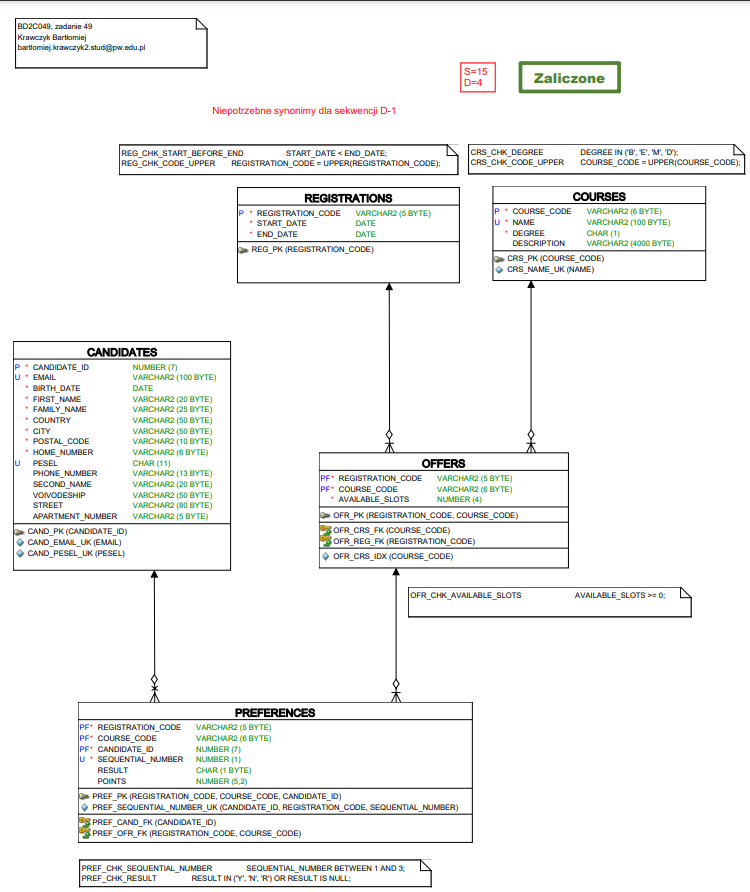 BD2C049, zadanie 49
Krawczyk Bartłomiej
bartlomiej.krawczyk2.stud@pw.edu.pl
S=15
D=4
Zaliczone
Niepotrzebne synonimy dla sekwencji D-1
REG_CHK_START_BEFORE_END START_DATE < END_DATE;
REG_CHK_CODE_UPPER REGISTRATION_CODE = UPPER(REGISTRATION_CODE);
CRS_CHK_DEGREE DEGREE IN ('B', 'E', 'M', 'D');
CRS_CHK_CODE_UPPER COURSE_CODE = UPPER(COURSE_CODE);
REGISTRATIONS
P * REGISTRATION_CODE VARCHAR2 (5 BYTE)
* START_DATE DATE
* END_DATE DATE
REG_PK (REGISTRATION_CODE)
COURSES
P * COURSE_CODE VARCHAR2 (6 BYTE)
U * NAME VARCHAR2 (100 BYTE)
* DEGREE CHAR (1)
DESCRIPTION VARCHAR2 (4000 BYTE)
CRS_PK (COURSE_CODE)
CRS_NAME_UK (NAME)
CANDIDATES
P * CANDIDATE_ID NUMBER (7)
U * EMAIL VARCHAR2 (100 BYTE)
* BIRTH_DATE DATE
* FIRST_NAME VARCHAR2 (20 BYTE)
* FAMILY_NAME VARCHAR2 (25 BYTE)
* COUNTRY VARCHAR2 (50 BYTE)
* CITY VARCHAR2 (50 BYTE)
* POSTAL_CODE VARCHAR2 (10 BYTE)
* HOME_NUMBER VARCHAR2 (6 BYTE)
U PESEL CHAR (11)
PHONE_NUMBER VARCHAR2 (13 BYTE)
SECOND_NAME VARCHAR2 (20 BYTE)
VOIVODESHIP VARCHAR2 (50 BYTE)
STREET VARCHAR2 (80 BYTE)
APARTMENT_NUMBER VARCHAR2 (5 BYTE)
CAND_PK (CANDIDATE_ID)
CAND_EMAIL_UK (EMAIL)
CAND_PESEL_UK (PESEL)
OFFERS
PF* REGISTRATION_CODE VARCHAR2 (5 BYTE)
PF* COURSE_CODE VARCHAR2 (6 BYTE)
* AVAILABLE_SLOTS NUMBER (4)
OFR_PK (REGISTRATION_CODE, COURSE_CODE)
OFR_CRS_FK (COURSE_CODE)
OFR_REG_FK (REGISTRATION_CODE)
OFR_CRS_IDX (COURSE_CODE)
OFR_CHK_AVAILABLE_SLOTS AVAILABLE_SLOTS >= 0;
PREFERENCES
PF* REGISTRATION_CODE VARCHAR2 (5 BYTE)
PF* COURSE_CODE VARCHAR2 (6 BYTE)
PF* CANDIDATE_ID NUMBER (7)
U * SEQUENTIAL_NUMBER NUMBER (1)
RESULT CHAR (1 BYTE)
POINTS NUMBER (5,2)
PREF_PK (REGISTRATION_CODE, COURSE_CODE, CANDIDATE_ID)
PREF_SEQUENTIAL_NUMBER_UK (CANDIDATE_ID, REGISTRATION_CODE, SEQUENTIAL_NUMBER)
PREF_CAND_FK (CANDIDATE_ID)
PREF_OFR_FK (REGISTRATION_CODE, COURSE_CODE)
PREF_CHK_SEQUENTIAL_NUMBER SEQUENTIAL_NUMBER BETWEEN 1 AND 3;
PREF_CHK_RESULT RESULT IN ('Y', 'N', 'R') OR RESULT IS NULL;